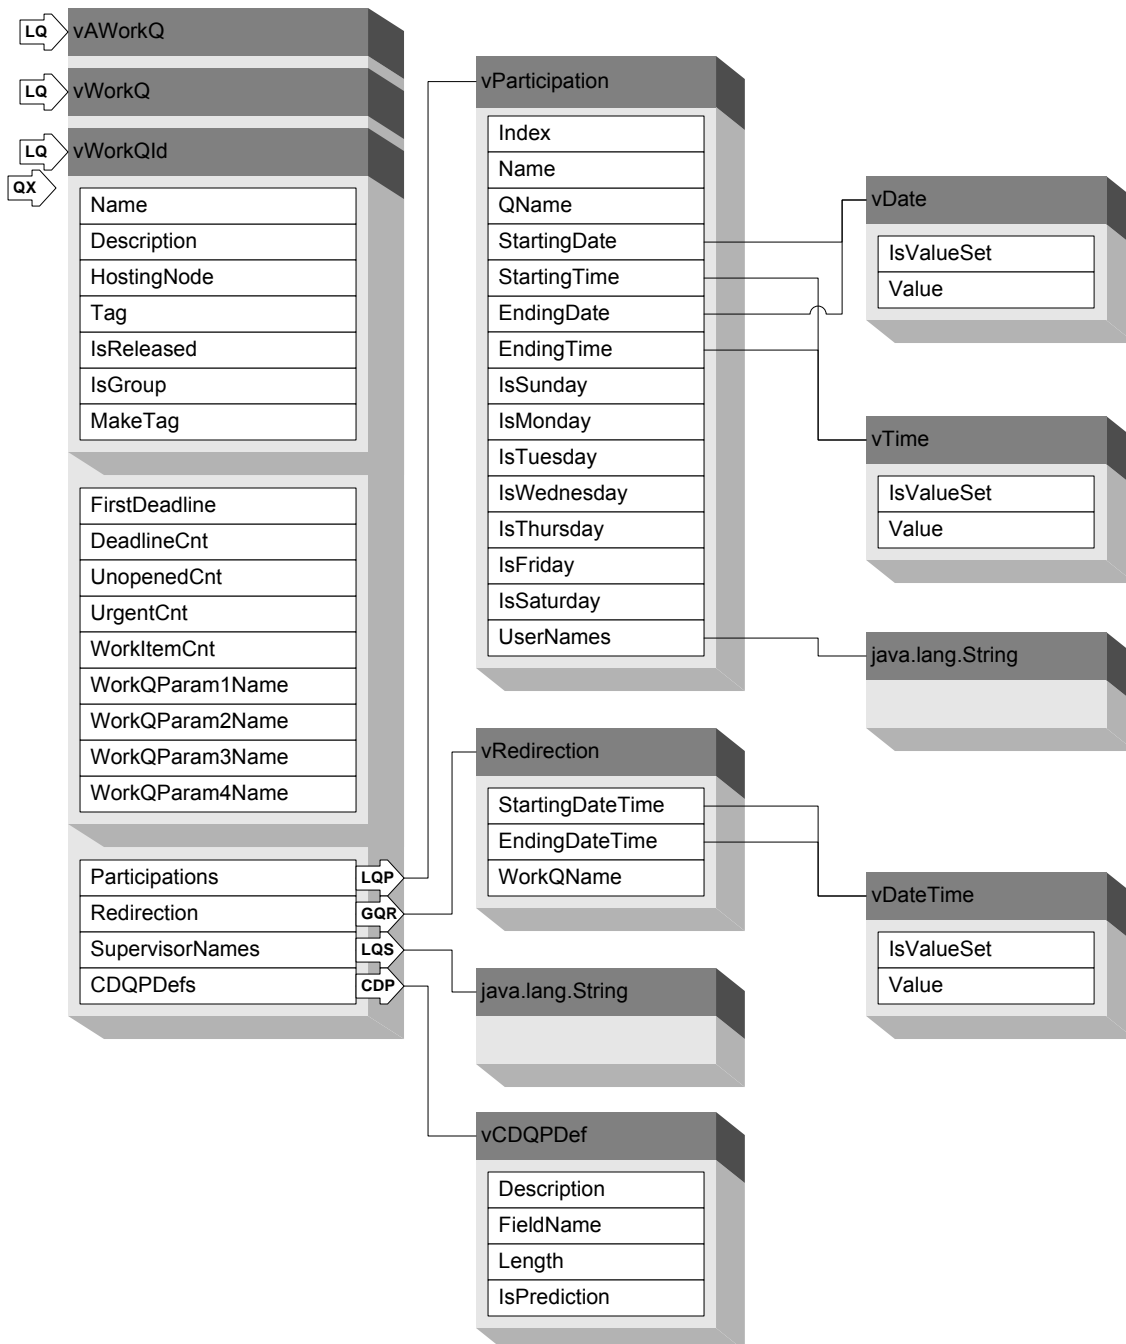 LQ
vAWorkQ
LQ
vWorkQ
LQ
vWorkQId
QX
Name
Description
HostingNode
Tag
IsReleased
IsGroup
MakeTag
FirstDeadline
DeadlineCnt
UnopenedCnt
UrgentCnt
WorkItemCnt
WorkQParam1Name
WorkQParam2Name
WorkQParam3Name
WorkQParam4Name
Participations
LQP
Redirection
GQR
SupervisorNames
LQS
CDQPDefs
CDP
vParticipation
Index
Name
QName
StartingDate
StartingTime
EndingDate
EndingTime
IsSunday
IsMonday
IsTuesday
IsWednesday
IsThursday
IsFriday
IsSaturday
UserNames
vRedirection
StartingDateTime
EndingDateTime
WorkQName
java.lang.String
vCDQPDef
Description
FieldName
Length
IsPrediction
vDate
IsValueSet
Value
vTime
IsValueSet
Value
java.lang.String
vDateTime
IsValueSet
Value